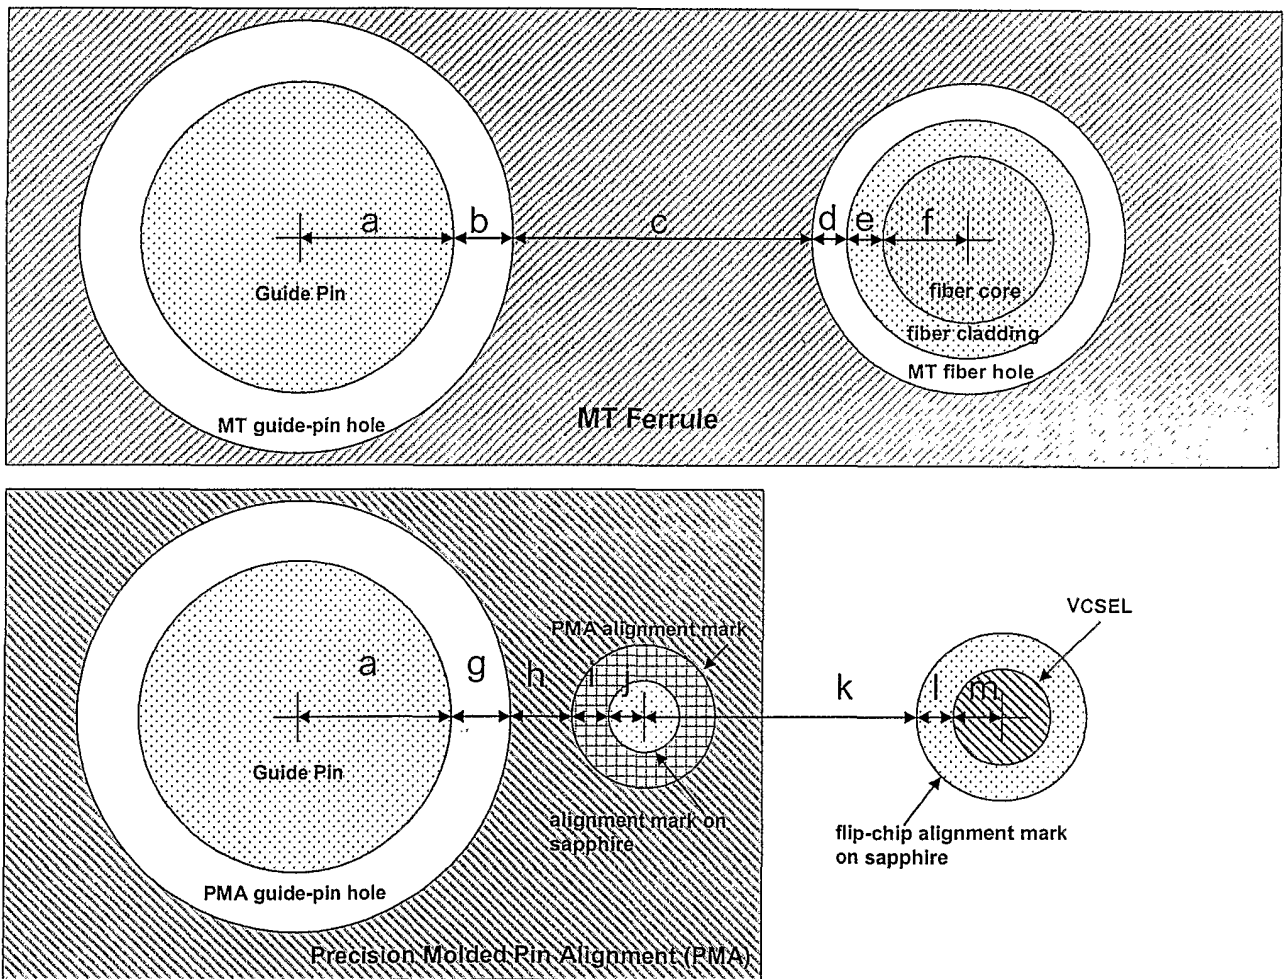 a b c d e f
Guide Pin
fiber core
fiber cladding
MT fiber hole
MT guide-pin hole
MT Ferrule
VCSEL
PMA alignment mark
a g h i j k l m
Guide Pin
alignment mark on
sapphire
flip-chip alignment mark
on sapphire
PMA guide-pin hole
Precision Molded Pin Alignment (PMA)